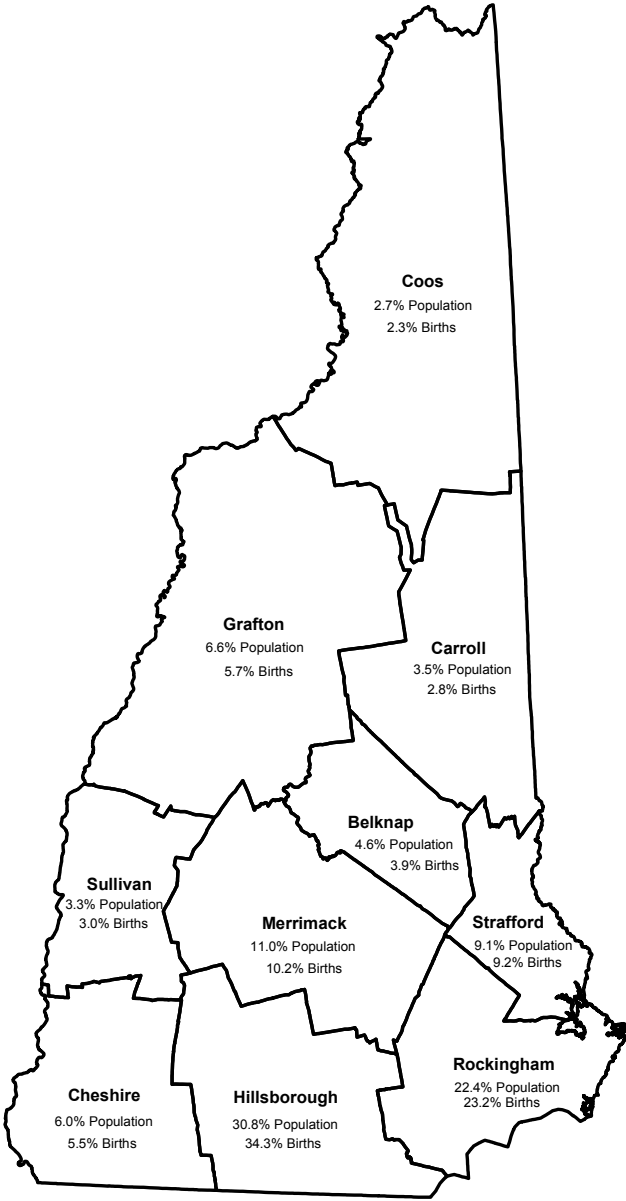 Coos
2.7% Population
2.3% Births
Grafton
6.6% Population
5.7% Births
Carroll
3.5% Population
2.8% Births
Belknap
4.6% Population
3.9% Births
Sullivan
3.3% Population
3.0% Births
Merrimack
11.0% Population
10.2% Births
Strafford
9.1% Population
9.2% Births
Rockingham
22.4% Population
23.2% Births
Cheshire
6.0% Population
5.5% Births
Hillsborough
30.8% Population
34.3% Births